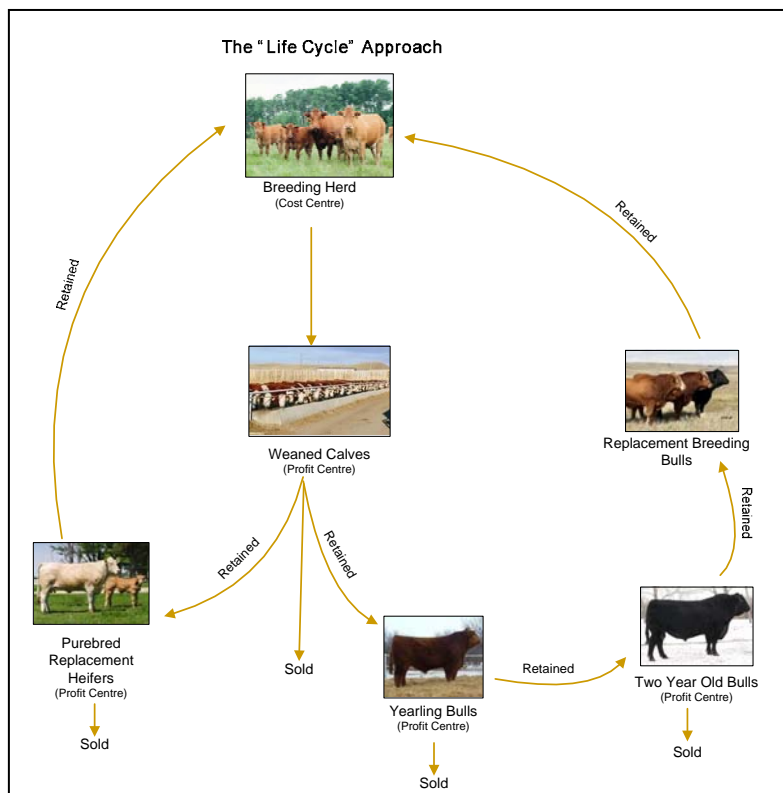 The “Life Cycle” Approach
Breeding Herd
(Cost Centre)
Retained
Retained
Weaned Calves
(Profit Centre)
Replacement Breeding
Bulls
Retained
Retained
Retained
Purebred
Replacement
Heifers
(Profit Centre)
Sold
Sold
Yearling Bulls
(Profit Centre)
Sold
Retained
Two Year Old Bulls
(Profit Centre)
Sold